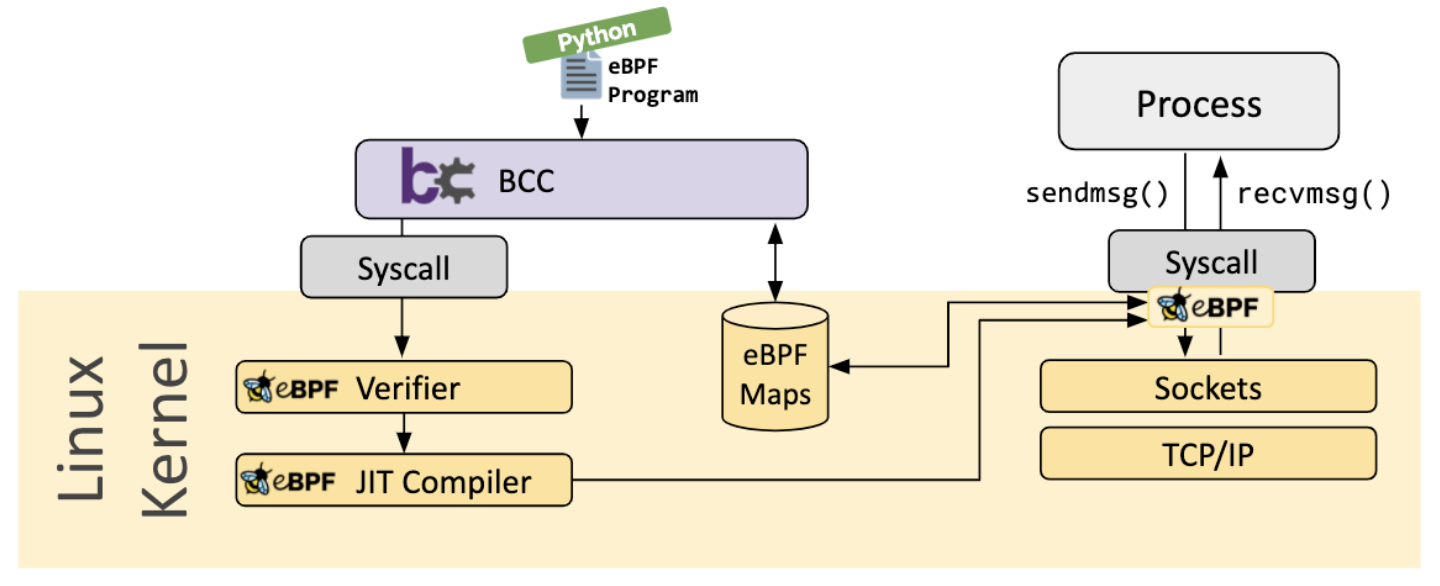 Python
eBPF
Program
bc BCC
Process
sendmsg()
recvmsg()
Syscall
Syscall
eBPF
Linux
Kernel
eBPF Verifier
eBPF
Maps
Sockets
TCP/IP
eBPF JIT Compiler